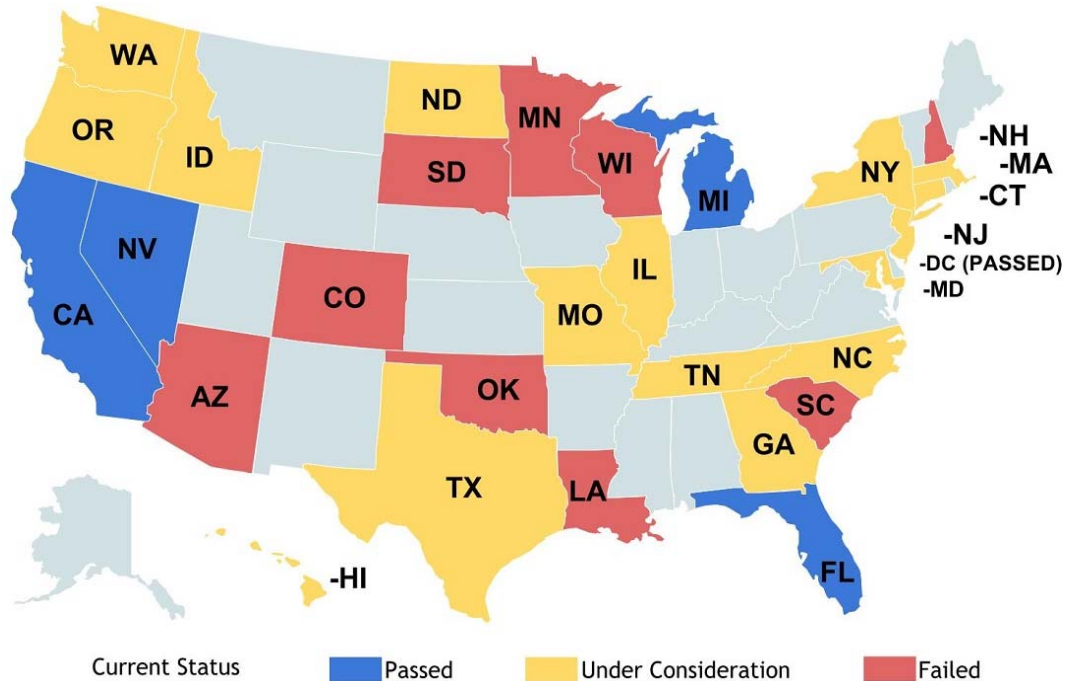 WA
ND
MN
OR
-NH
ID
WI
-MA
SD
NY
MI
-CT
-NJ
NV
IL
-DC (PASSED)
-MD
CO
CA
MO
NC
TN
AZ
OK
SC
GA
TX
LA
FL
-HI
Current Status
Passed
Under Consideration
Failed